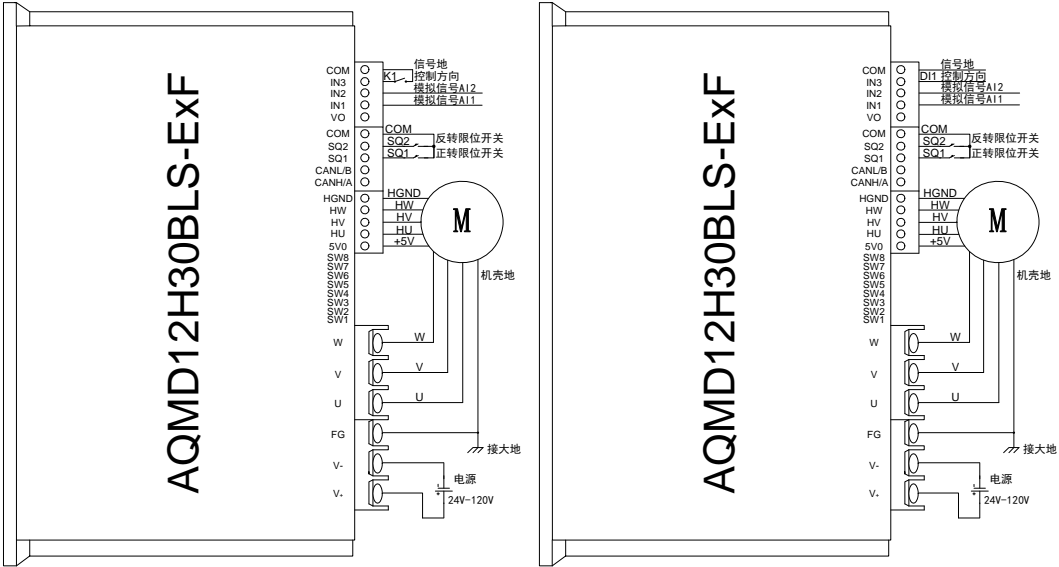 AQMD12H30BLS-ExF
COM
IN3
IN2
IN1
VO
COM
SQ2
SQ1
CANL/B
CANH/A
HGND
HW
HV
HU
5V0
SW8
SW7
SW6
SW5
SW4
SW3
SW2
SW1
W
V
U
FG
V-
V+
信号地
K1 控制方向
模拟信号AI2
模拟信号AI1
COM
SQ2 反转限位开关
SQ1 正转限位开关
HGND
HW
HV
HU
+5V
M
机壳地
W
V
U
接大地
电源
24V-120V
AQMD12H30BLS-ExF
COM
IN3
IN2
IN1
VO
COM
SQ2
SQ1
CANL/B
CANH/A
HGND
HW
HV
HU
5V0
SW8
SW7
SW6
SW5
SW4
SW3
SW2
SW1
W
V
U
FG
V-
V+
信号地
DI1 控制方向
模拟信号AI2
模拟信号AI1
COM
SQ2 反转限位开关
SQ1 正转限位开关
HGND
HW
HV
HU
+5V
M
机壳地
W
V
U
接大地
电源
24V-120V